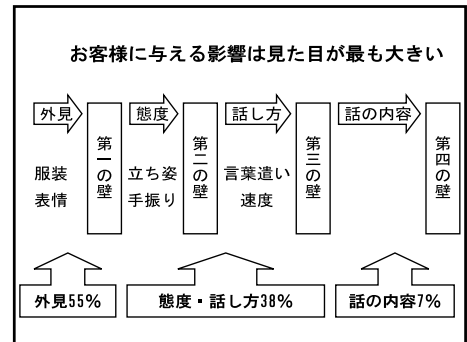 お客様に与える影響は見た目が最も大きい
外見
第一の壁
態度
第二の壁
話し方
第三の壁
話の内容
第四の壁
服装
表情
立ち姿
手振り
言葉遣い
速度
外見55%
態度・話し方38%
話の内容7%